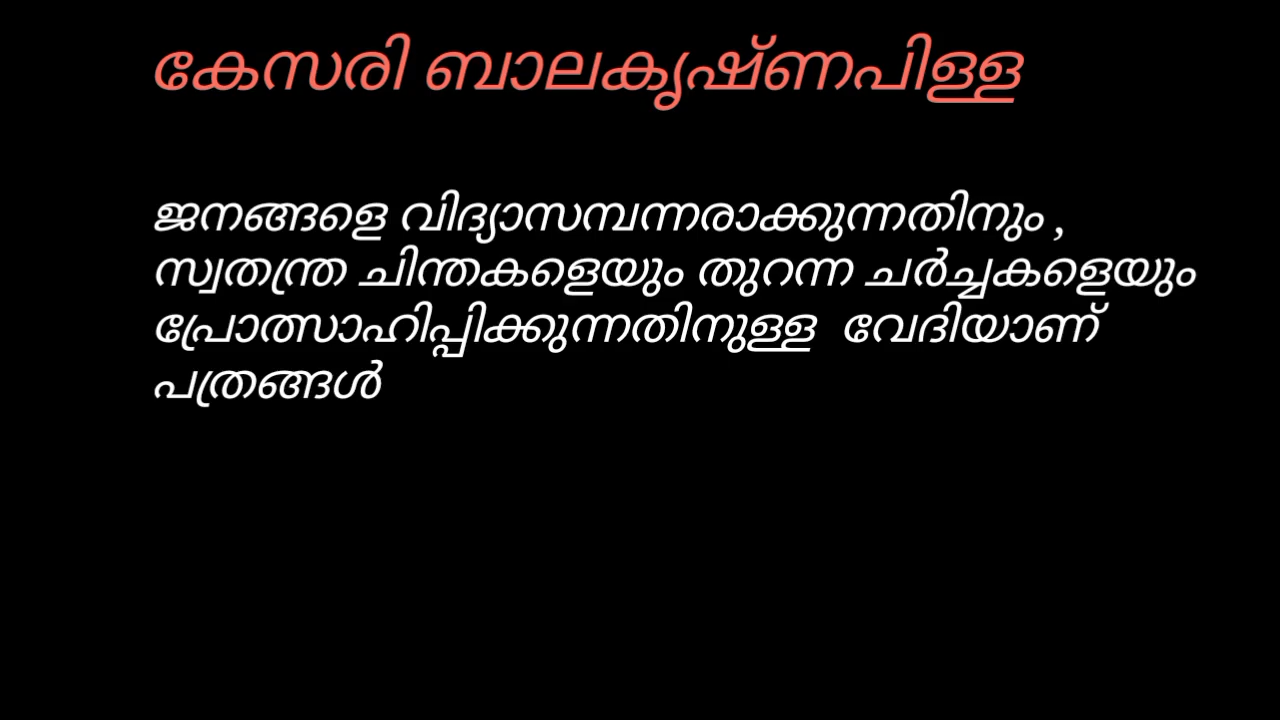 കേസരി ബാലകൃഷ്ണപിള്ള
ജനങ്ങളെ വിദ്യാസമ്പന്നരാക്കുന്നതിനും ,
സ്വതന്ത്ര ചിന്തകളെയും തുറന്ന ചർച്ചകളെയും
പ്രോത്സാഹിപ്പിക്കുന്നതിനുള്ള വേദിയാണ്
പത്രങ്ങൾ